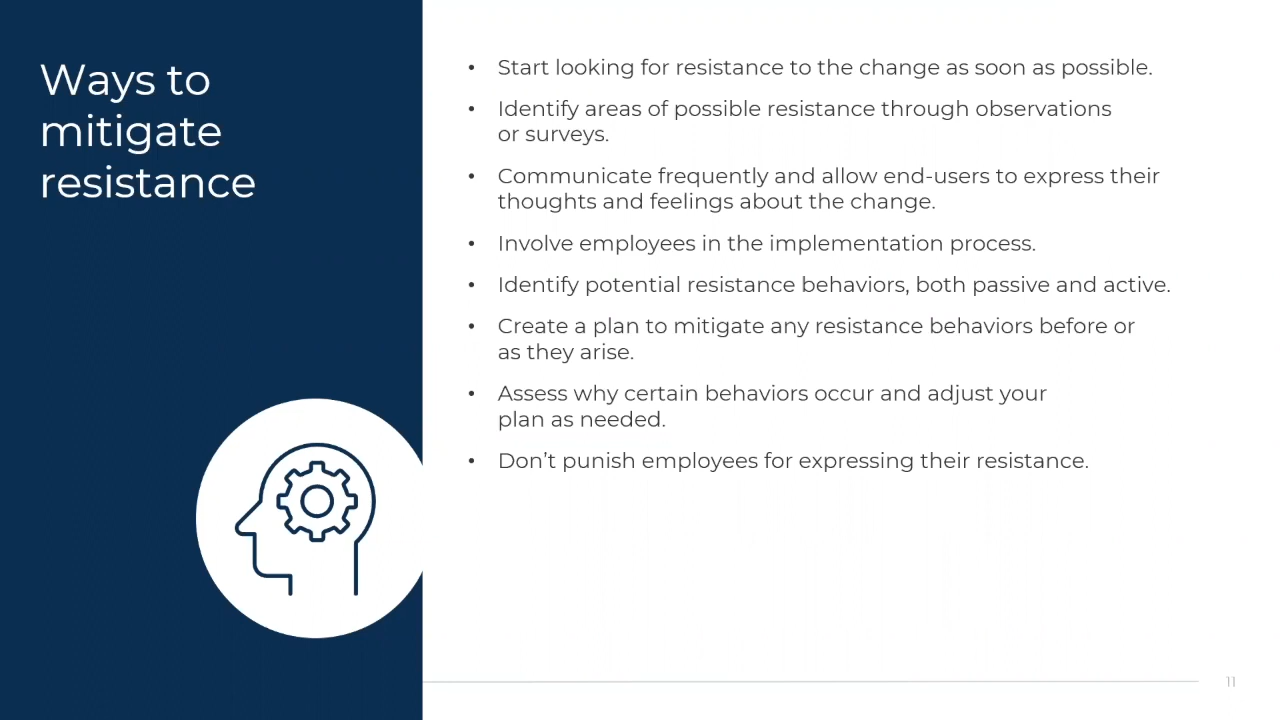 Ways to
mitigate
resistance
• Start looking for resistance to the change as soon as possible.
• Identify areas of possible resistance through observations
or surveys.
• Communicate frequently and allow end-users to express their
thoughts and feelings about the change.
• Involve employees in the implementation process.
• Identify potential resistance behaviors, both passive and active.
• Create a plan to mitigate any resistance behaviors before or
as they arise.
• Assess why certain behaviors occur and adjust your
plan as needed.
• Don’t punish employees for expressing their resistance.
11